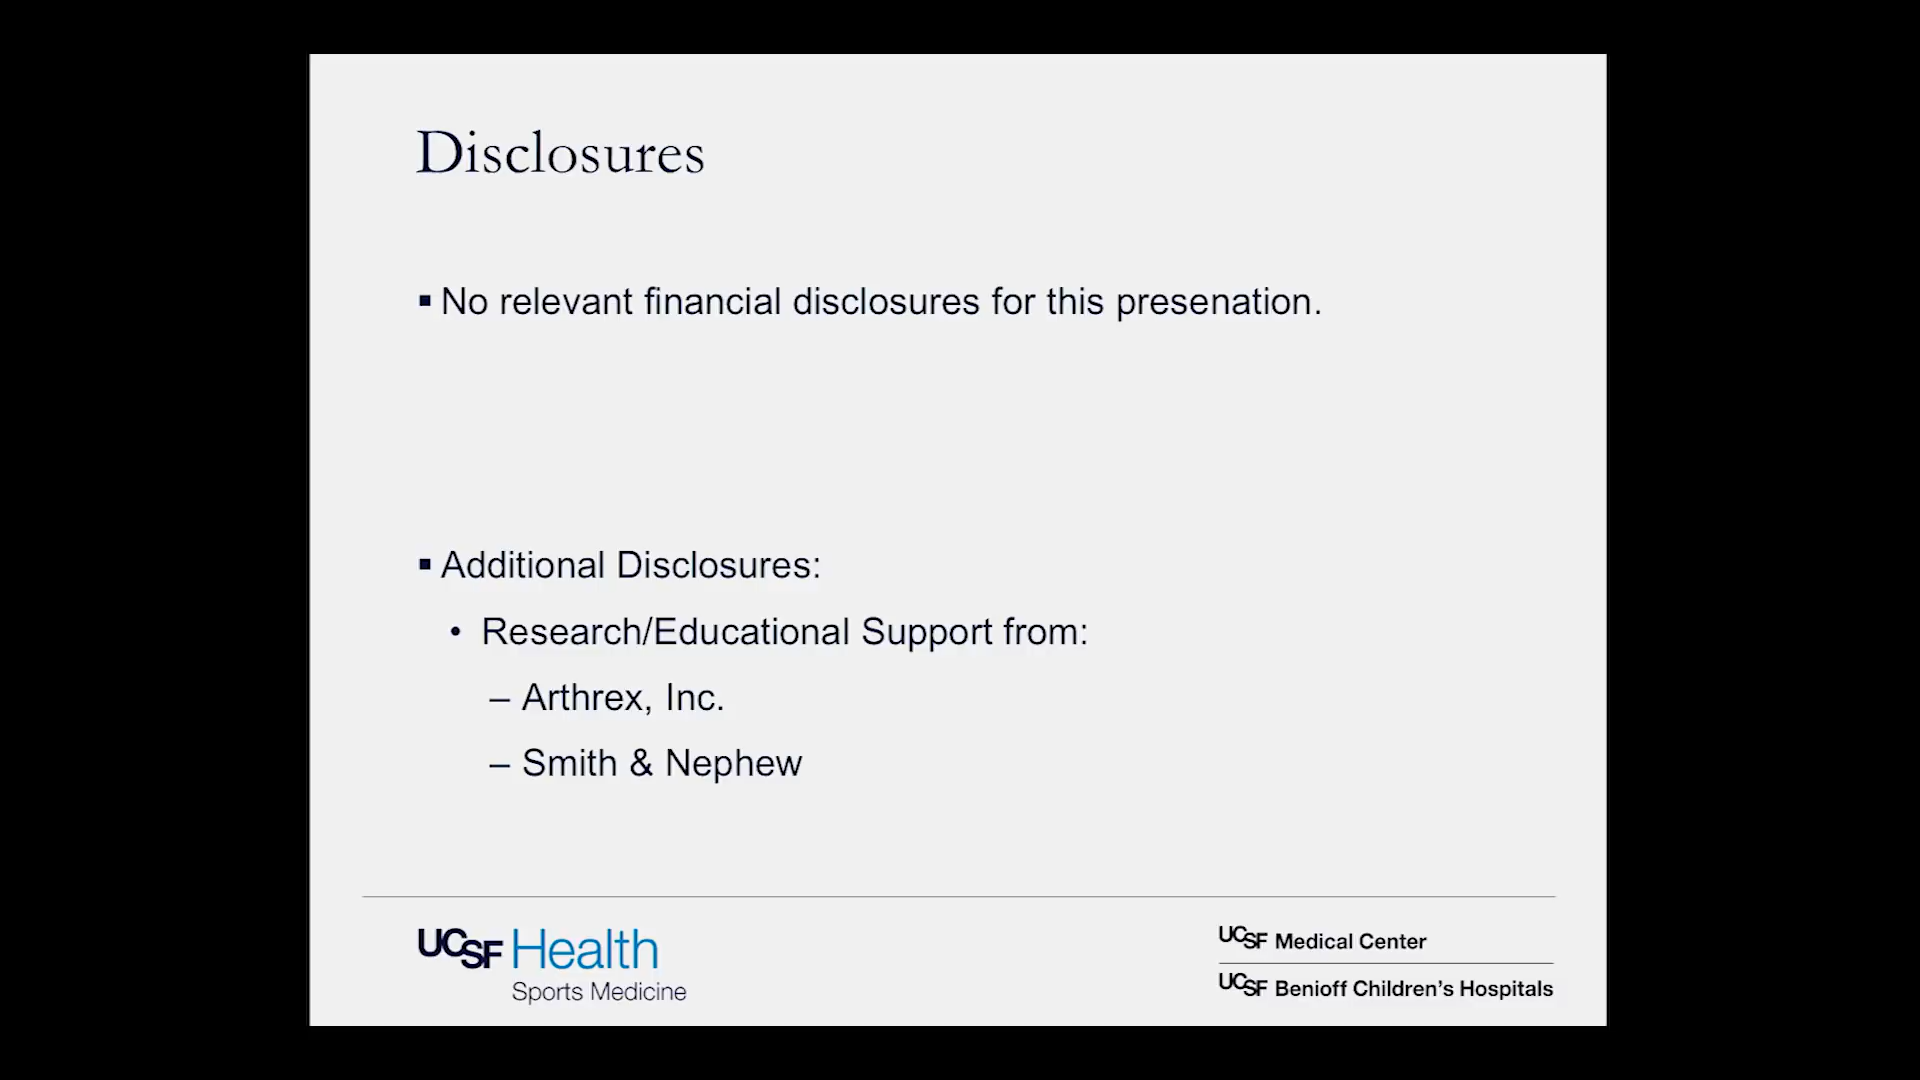 Disclosures
▪ No relevant financial disclosures for this presenation.
▪ Additional Disclosures:
• Research/Educational Support from:
– Arthrex, Inc.
– Smith & Nephew
UCSF Health
Sports Medicine
UCSF Medical Center
UCSF Benioff Children's Hospitals